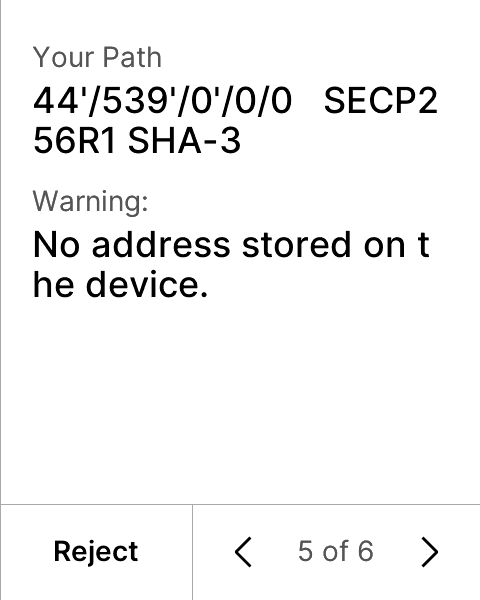 Your Path
44'/539'/0'/0/0   SECP2
56R1 SHA-3
Warning:
No address stored on t
he device.
Reject
5 of 6